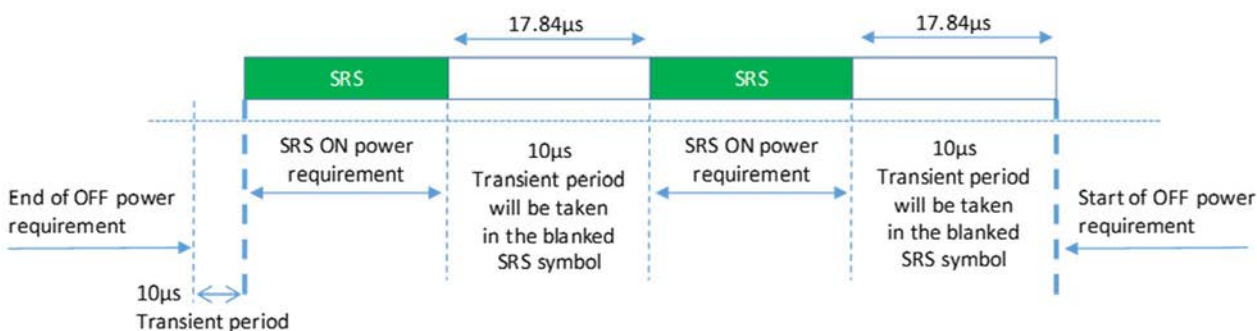 17.84µs
17.84µs
SRS
SRS
SRS ON power
requirement
10µs
Transient period
will be taken
in the blanked
SRS symbol
SRS ON power
requirement
10µs
Transient period
will be taken
in the blanked
SRS symbol
End of OFF power
requirement
Start of OFF power
requirement
10µs
Transient period